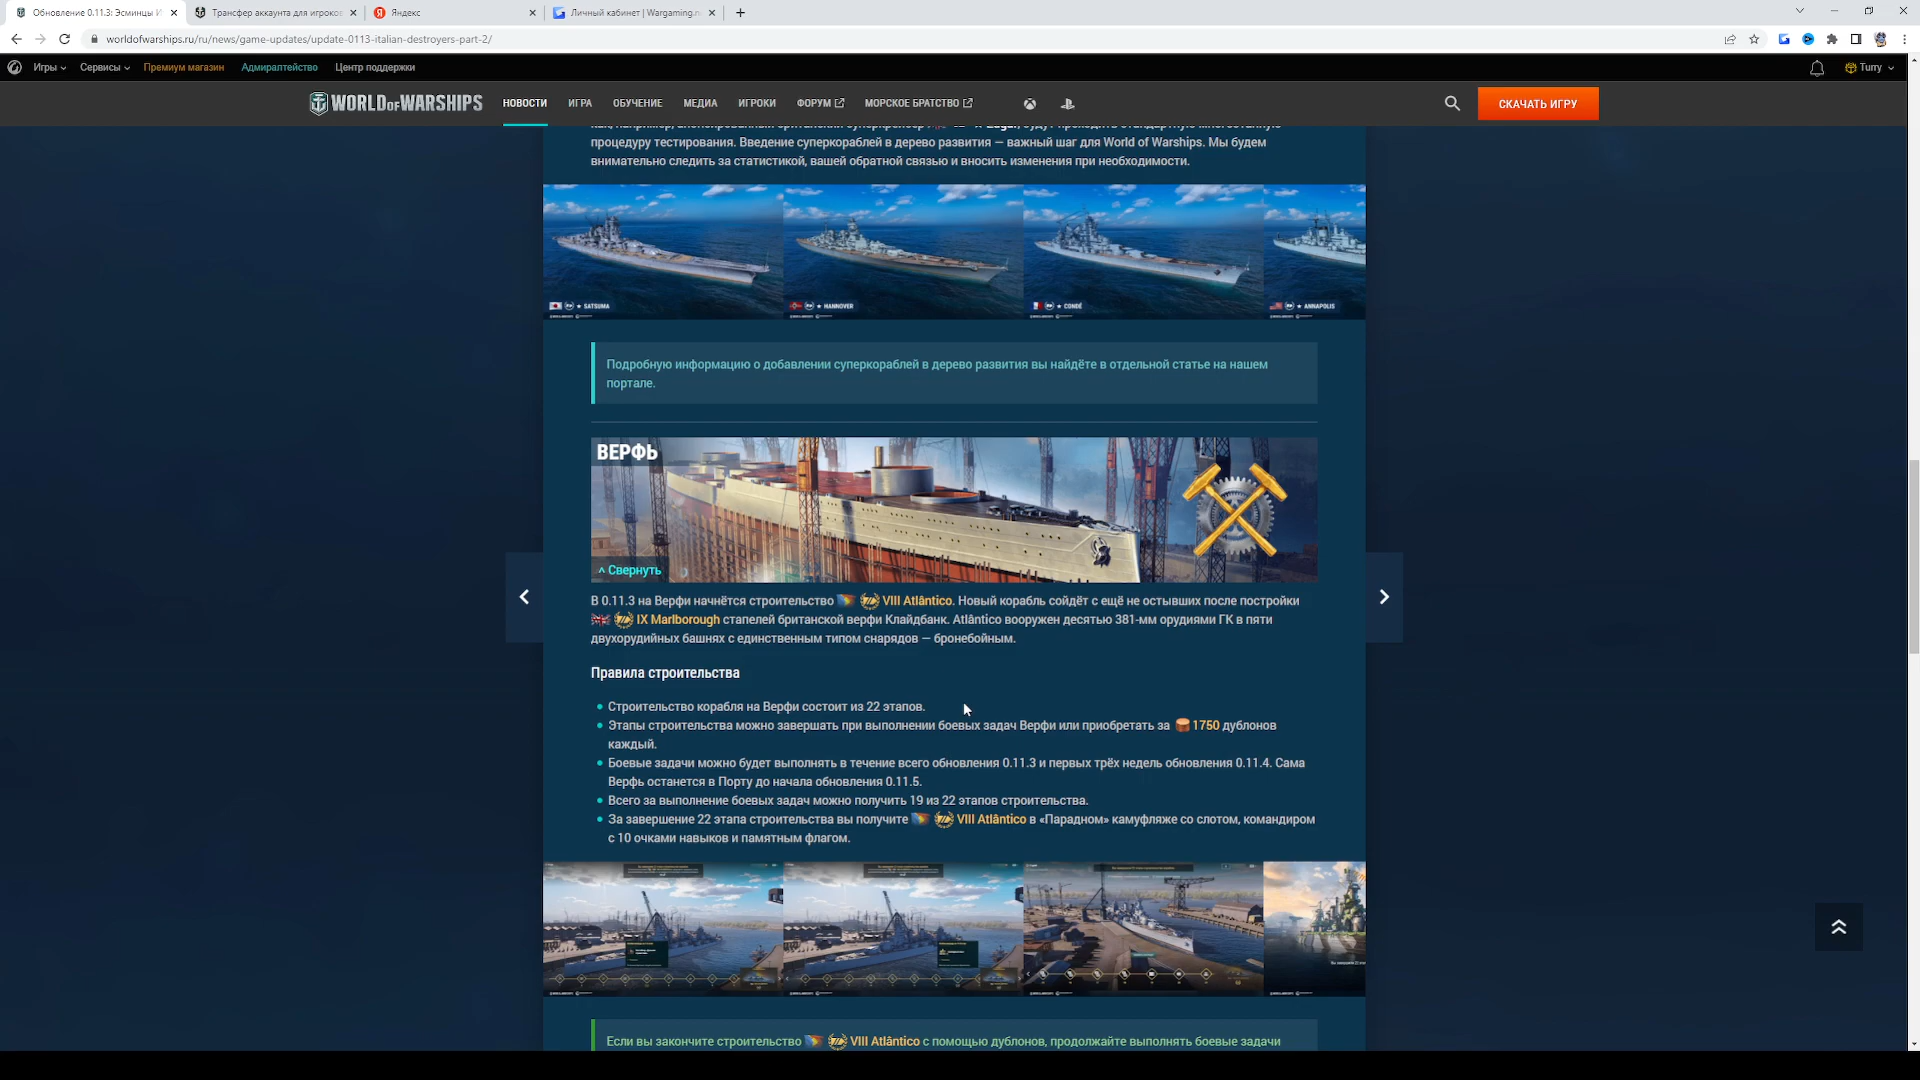 Обновление 0.11.3: Эсминцы И
Трансфер аккаунта для игроков
Яндекс
Личный кабинет | Wargaming.n
worldofwarships.ru/ru/news/game-updates/update-0113-italian-destroyers-part-2/
Игры
Сервисы
Премиум магазин
Адмиралтейство
Центр поддержки
Turry
WORLD OF WARSHIPS
НОВОСТИ
ИГРА
ОБУЧЕНИЕ
МЕДИА
ИГРОКИ
ФОРУМ
МОРСКОЕ БРАТСТВО
СКАЧАТЬ ИГРУ
процедуру тестирования. Введение суперкораблей в дерево развития — важный шаг для World of Warships. Мы будем
внимательно следить за статистикой, вашей обратной связью и вносить изменения при необходимости.
★ SATSUMA
★ HANNOVER
★ CONDÉ
★ ANNAPOLIS
Подробную информацию о добавлении суперкораблей в дерево развития вы найдёте в отдельной статье на нашем
портале.
ВЕРФЬ
^ Свернуть
В 0.11.3 на Верфи начнётся строительство VIII Atlântico. Новый корабль сойдёт с ещё не остывших после постройки
IX Marlborough стапелей британской верфи Клайдбанк. Atlântico вооружен десятью 381-мм орудиями ГК в пяти
двухорудийных башнях с единственным типом снарядов — бронебойным.
Правила строительства
• Строительство корабля на Верфи состоит из 22 этапов.
• Этапы строительства можно завершать при выполнении боевых задач Верфи или приобретать за 1750 дублонов
каждый.
• Боевые задачи можно будет выполнять в течение всего обновления 0.11.3 и первых трёх недель обновления 0.11.4. Сама
Верфь останется в Порту до начала обновления 0.11.5.
• Всего за выполнение боевых задач можно получить 19 из 22 этапов строительства.
• За завершение 22 этапа строительства вы получите VIII Atlântico в «Парадном» камуфляже со слотом, командиром
с 10 очками навыков и памятным флагом.
Если вы закончите строительство VIII Atlântico с помощью дублонов, продолжайте выполнять боевые задачи